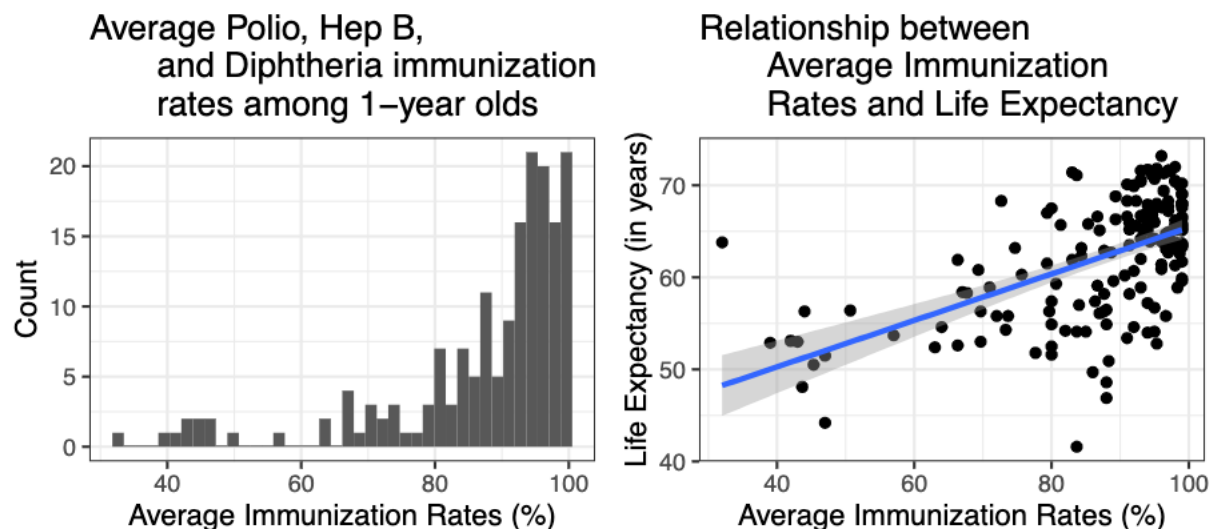 Average Polio, Hep B,
and Diphtheria immunization
rates among 1−year olds
Count
20
15
10
5
0
40 60 80 100
Average Immunization Rates (%)
Relationship between
Average Immunization
Rates and Life Expectancy
Life Expectancy (in years)
70
60
50
40
40 60 80 100
Average Immunization Rates (%)